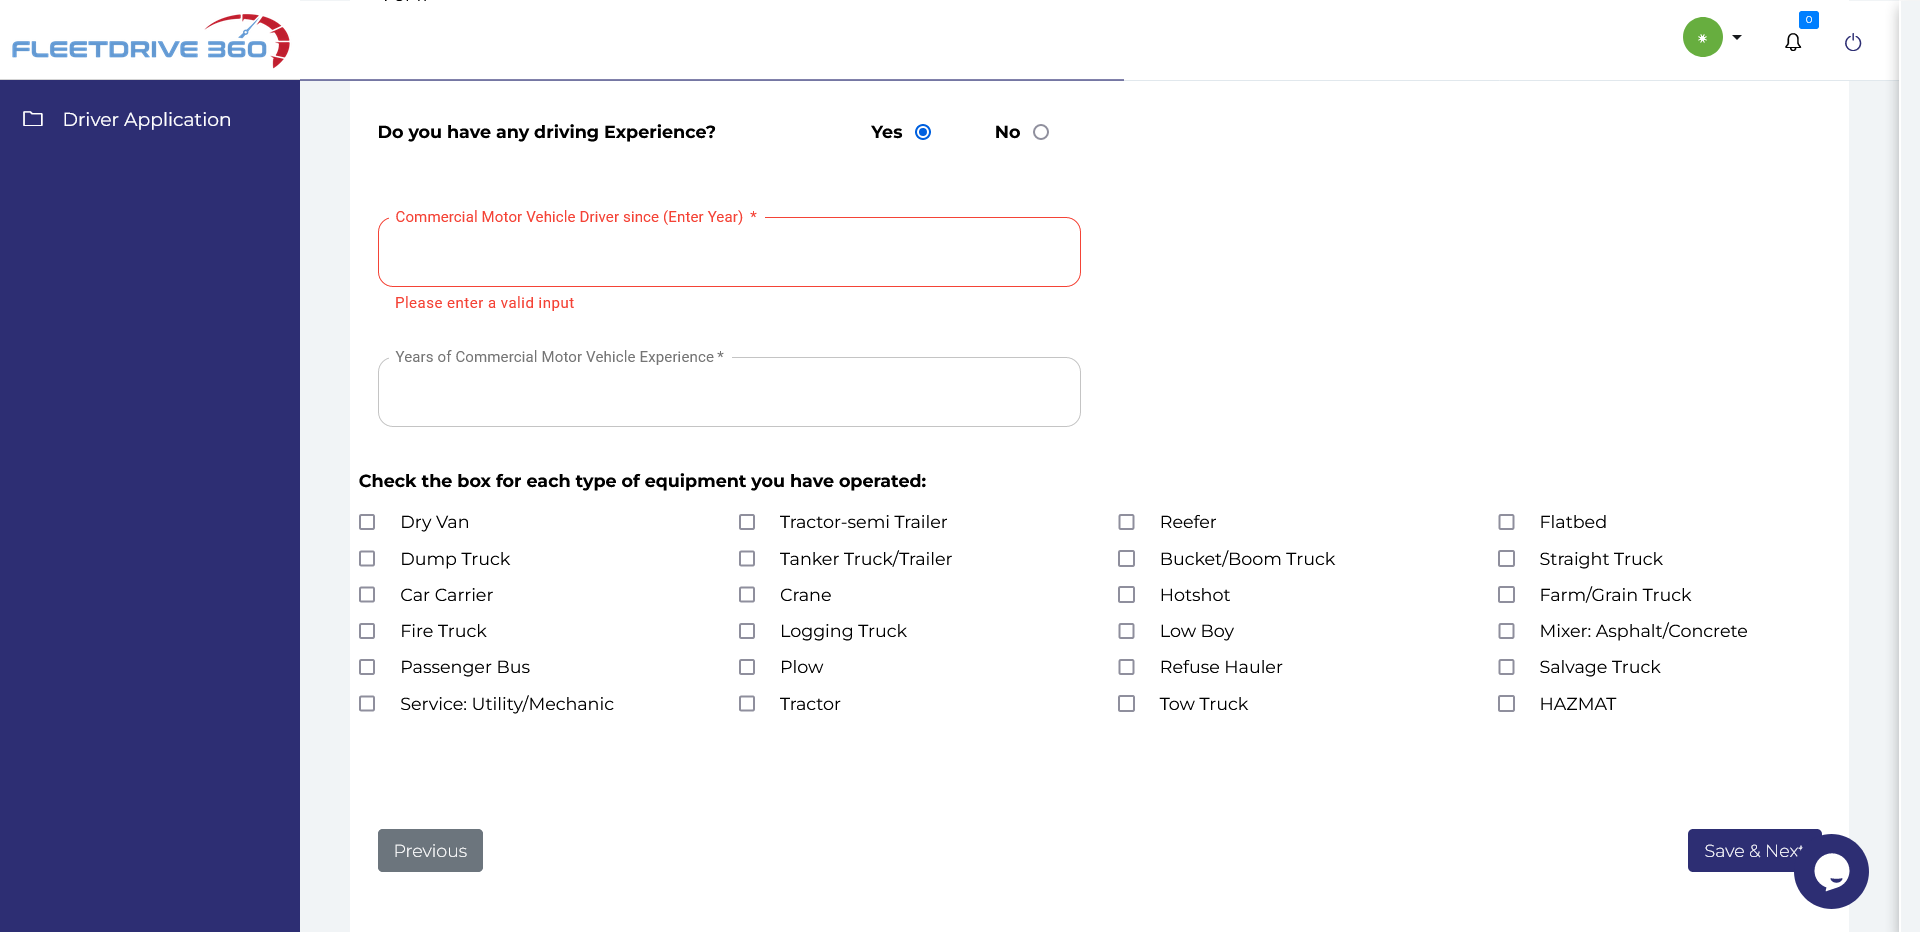 FLEETDRIVE 360
0
Driver Application
Do you have any driving Experience? Yes No
Commercial Motor Vehicle Driver since (Enter Year) *
Please enter a valid input
Years of Commercial Motor Vehicle Experience *
Check the box for each type of equipment you have operated:
Dry Van Tractor-semi Trailer Reefer Flatbed
Dump Truck Tanker Truck/Trailer Bucket/Boom Truck Straight Truck
Car Carrier Crane Hotshot Farm/Grain Truck
Fire Truck Logging Truck Low Boy Mixer: Asphalt/Concrete
Passenger Bus Plow Refuse Hauler Salvage Truck
Service: Utility/Mechanic Tractor Tow Truck HAZMAT
Previous Save & Next